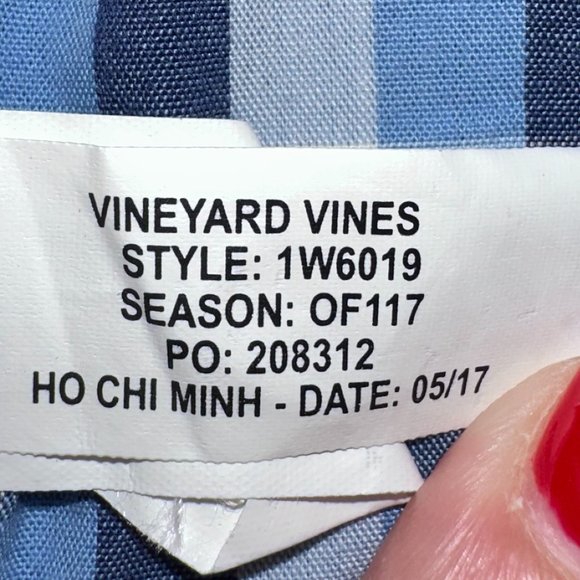 VINEYARD VINES
STYLE: 1W6019
SEASON: OF117
PO: 208312
HO CHI MINH - DATE: 05/17